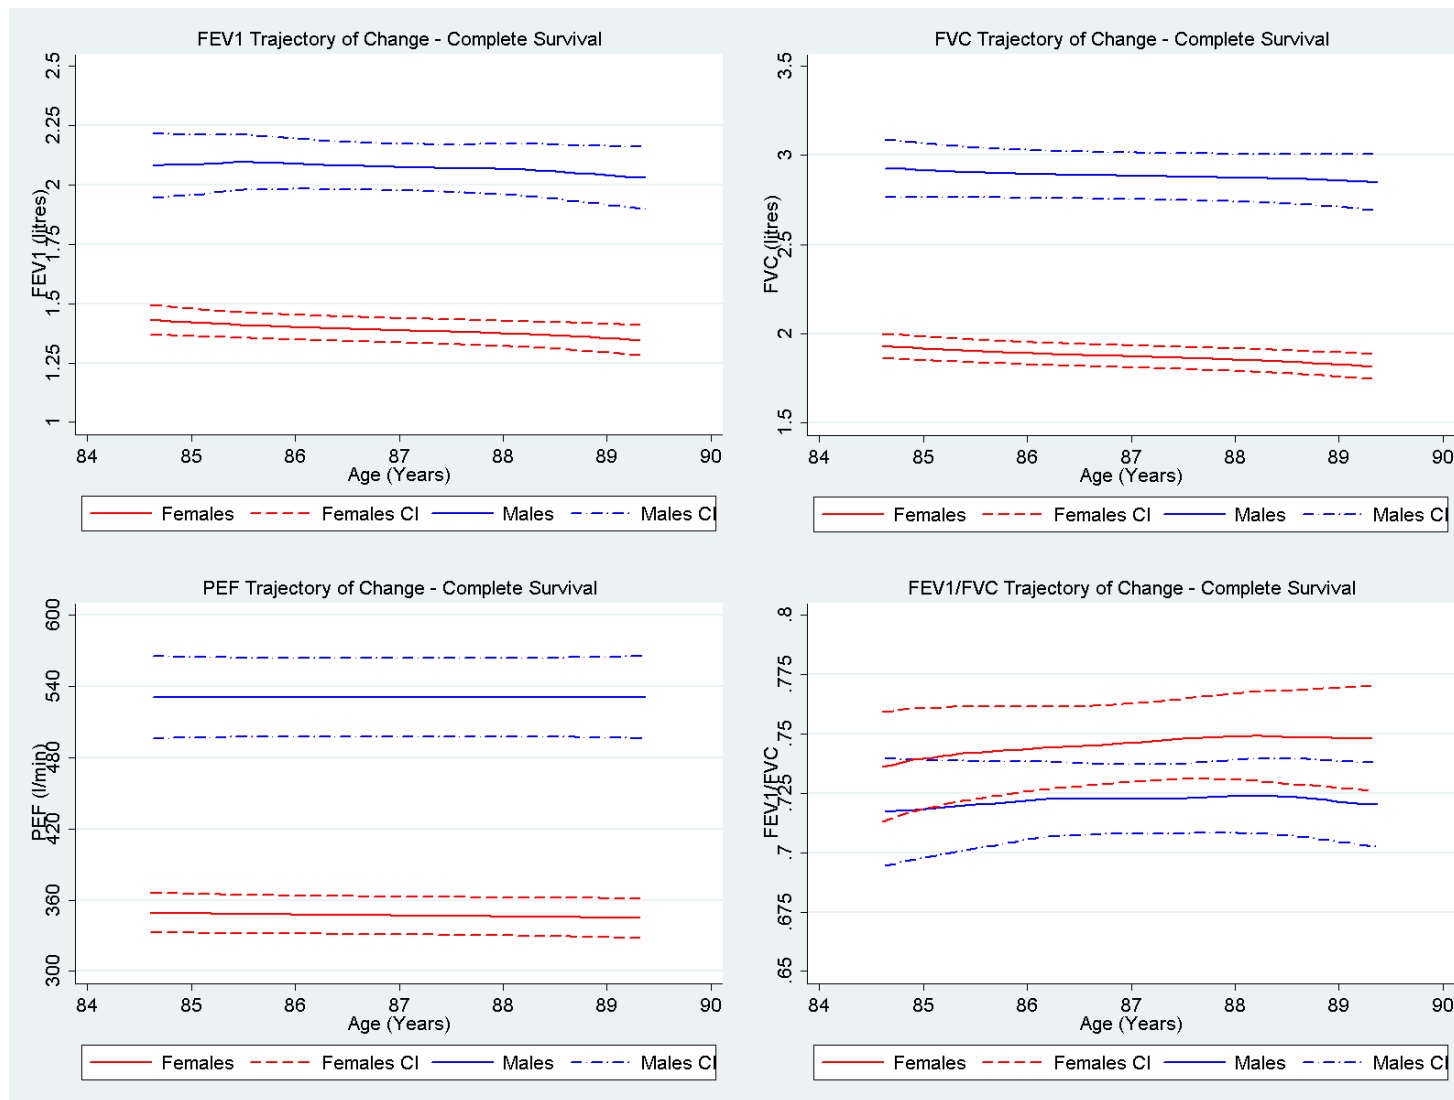 FEV1 Trajectory of Change - Complete Survival
FEV1 (litres)
2.5
2.25
2
1.75
1.5
1.25
1
84 85 86 87 88 89 90
Age (Years)
Females Females CI Males Males CI
FVC Trajectory of Change - Complete Survival
FVC (litres)
3.5
3
2.5
2
1.5
84 85 86 87 88 89 90
Age (Years)
Females Females CI Males Males CI
PEF Trajectory of Change - Complete Survival
PEF (l/min)
600
540
480
420
360
300
84 85 86 87 88 89 90
Age (Years)
Females Females CI Males Males CI
FEV1/FVC Trajectory of Change - Complete Survival
FEV1/FVC
.8
.775
.75
.725
.7
.675
.65
84 85 86 87 88 89 90
Age (Years)
Females Females CI Males Males CI